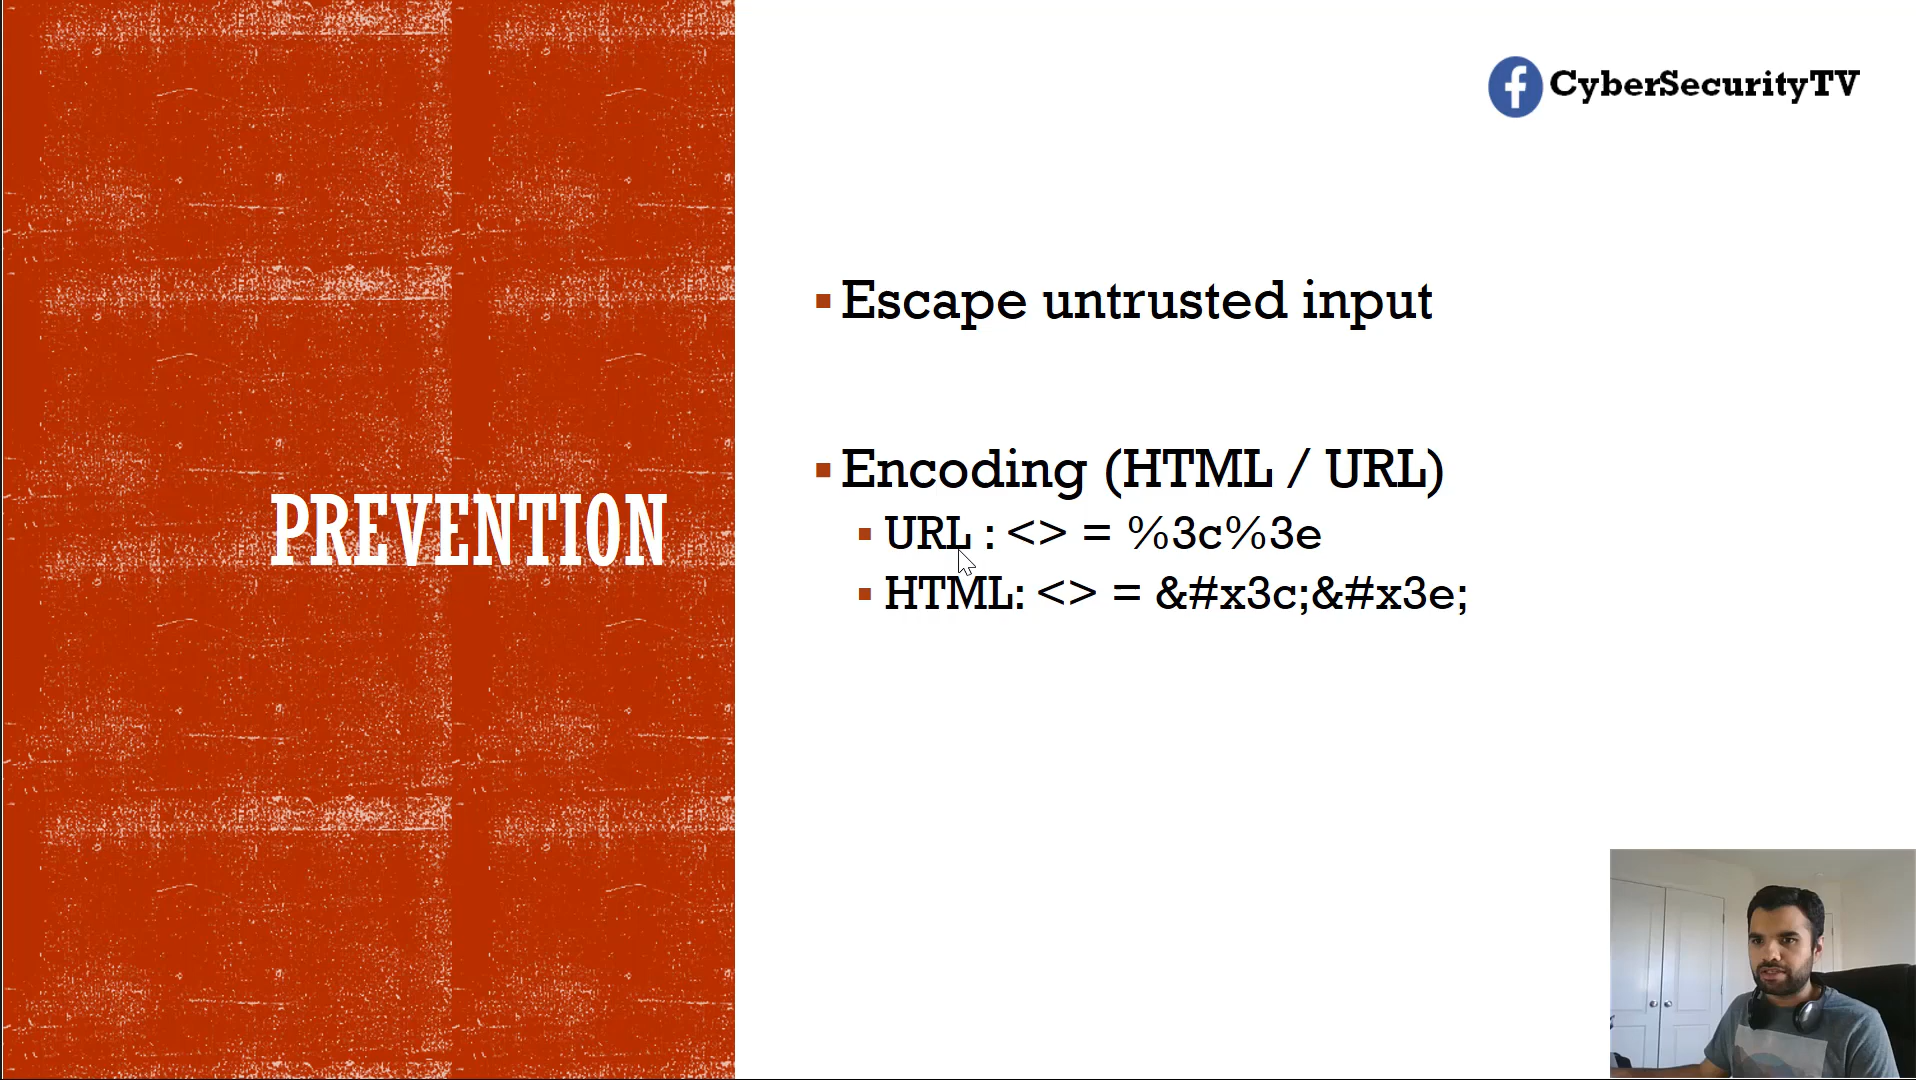 CyberSecurityTV
PREVENTION
Escape untrusted input
Encoding (HTML / URL)
URL : <> = %3c%3e
HTML: <> = &#x3c;&#x3e;